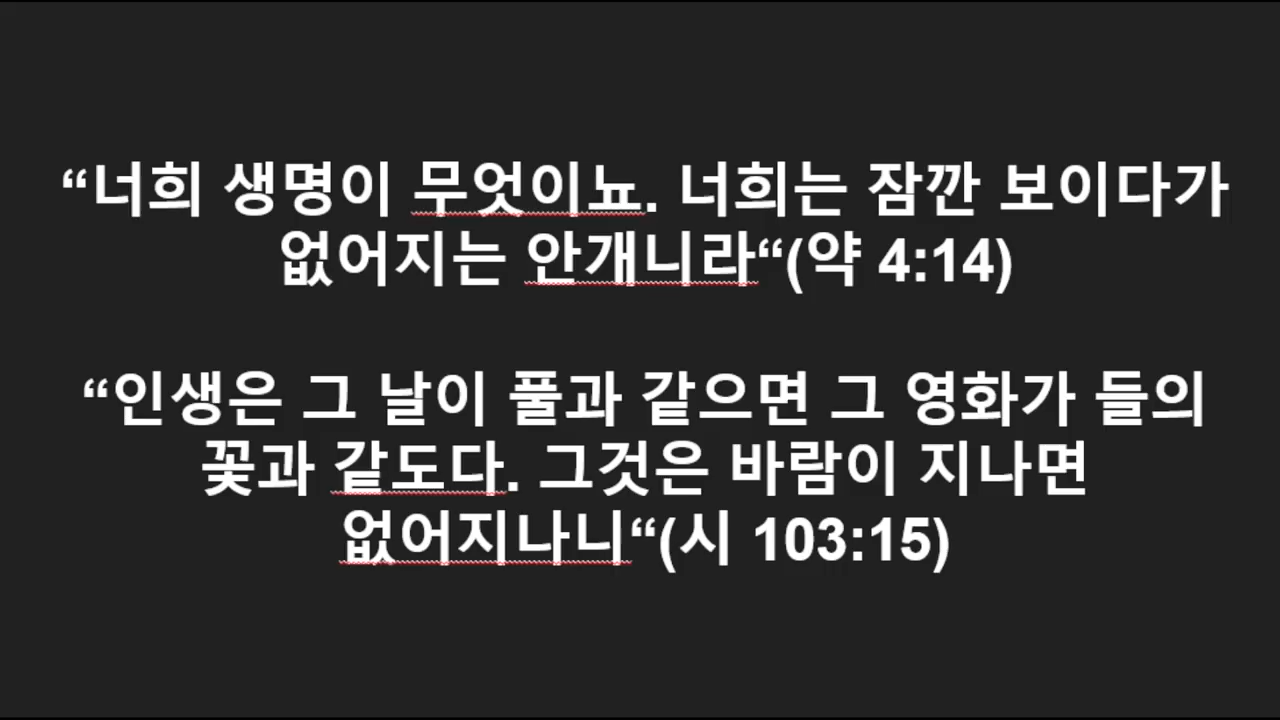 “너희 생명이 무엇이뇨. 너희는 잠깐 보이다가
없어지는 안개니라“(약 4:14)
“인생은 그 날이 풀과 같으면 그 영화가 들의
꽃과 같도다. 그것은 바람이 지나면
없어지나니“(시 103:15)